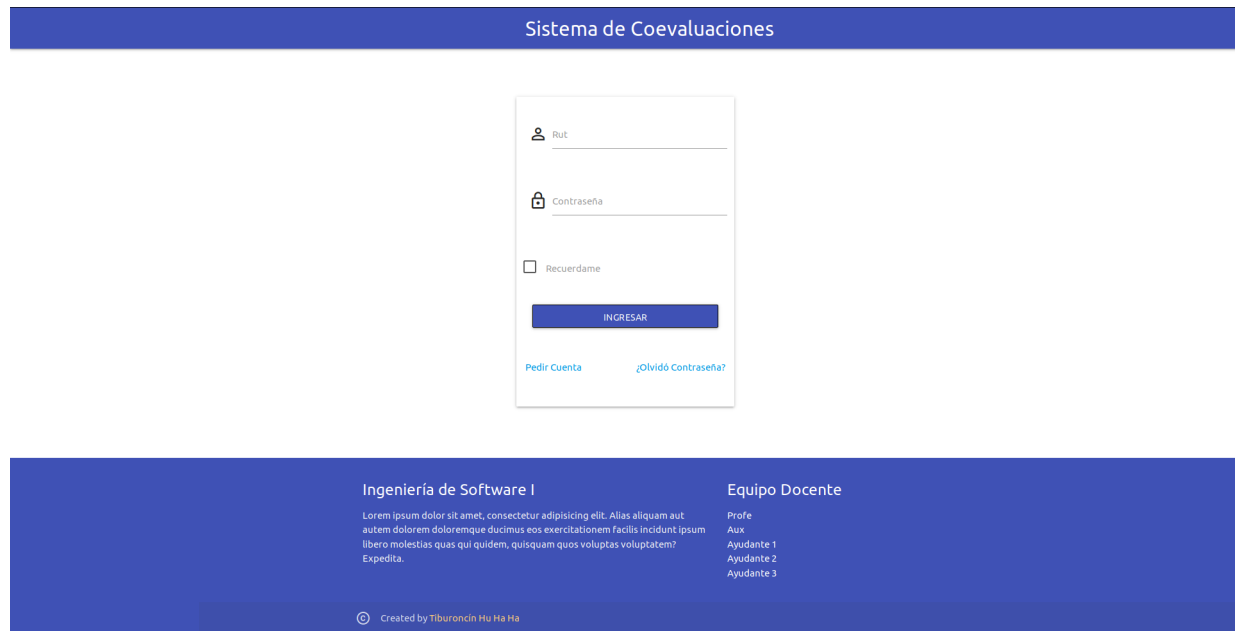 Sistema de Coevaluaciones
Rut
Contraseña
Recuerdame
INGRESAR
Pedir Cuenta
¿Olvidó Contraseña?
Ingeniería de Software I
Lorem ipsum dolor sit amet, consectetur adipisicing elit. Alias aliquam aut
autem dolorem doloremque ducimus eos exercitationem facilis incidunt ipsum
libero molestias quas qui quidem, quisquam quos voluptas voluptatem?
Expedita.
Equipo Docente
Profe
Aux
Ayudante 1
Ayudante 2
Ayudante 3
© Created by Tiburoncín Hu Ha Ha